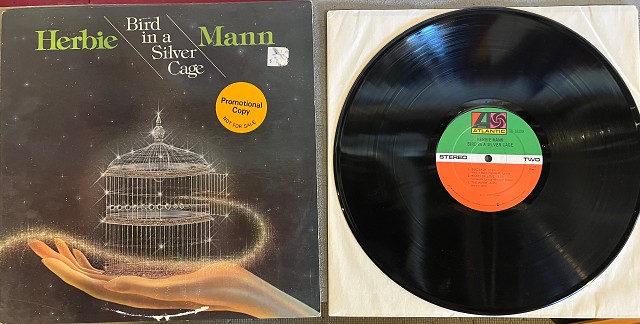 Herbie
Bird
in a
Silver
Cage
Mann
Promotional
Copy
NOT FOR SALE
ATLANTIC
HERBIE MANN
BIRD IN A SILVER CAGE
STEREO
TWO